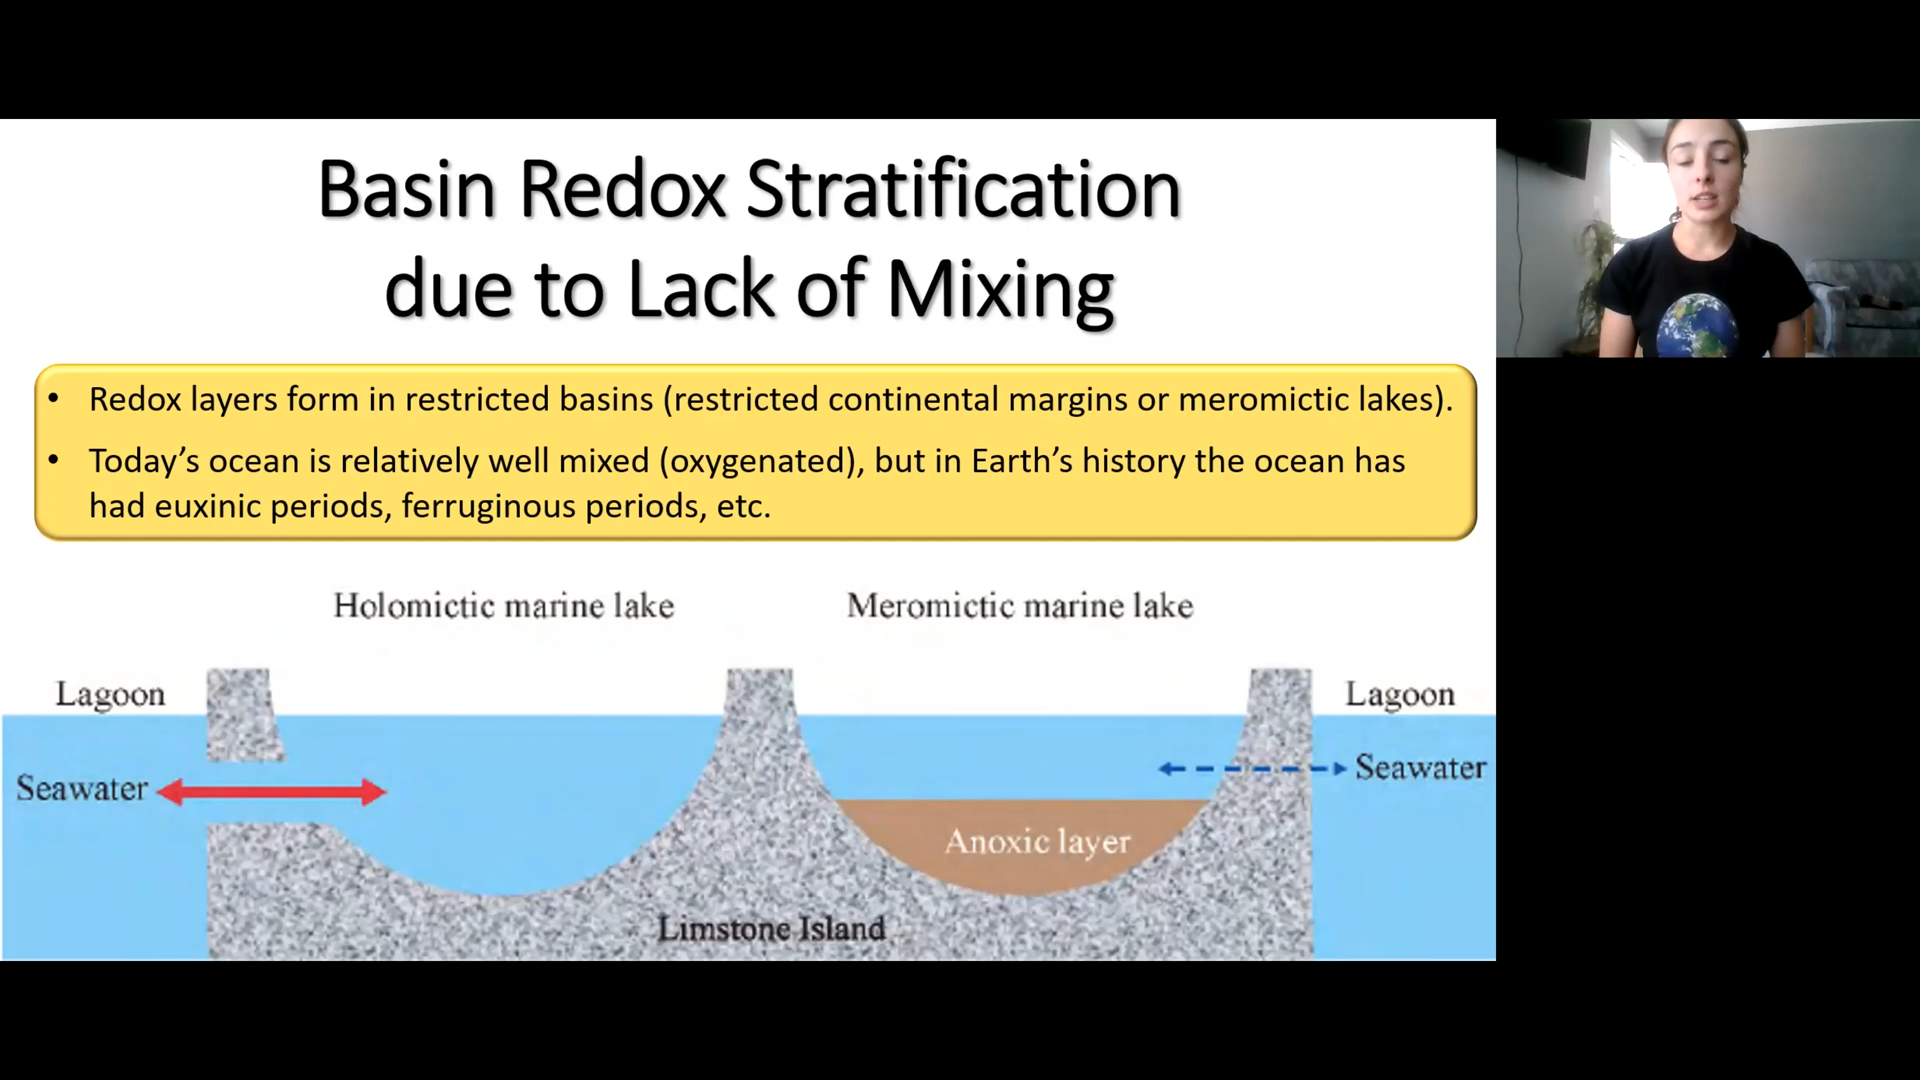 Basin Redox Stratification
due to Lack of Mixing
• Redox layers form in restricted basins (restricted continental margins or meromictic lakes).
• Today’s ocean is relatively well mixed (oxygenated), but in Earth’s history the ocean has
had euxinic periods, ferruginous periods, etc.
Holomictic marine lake
Meromictic marine lake
Lagoon
Lagoon
Seawater
Seawater
Anoxic layer
Limstone Island